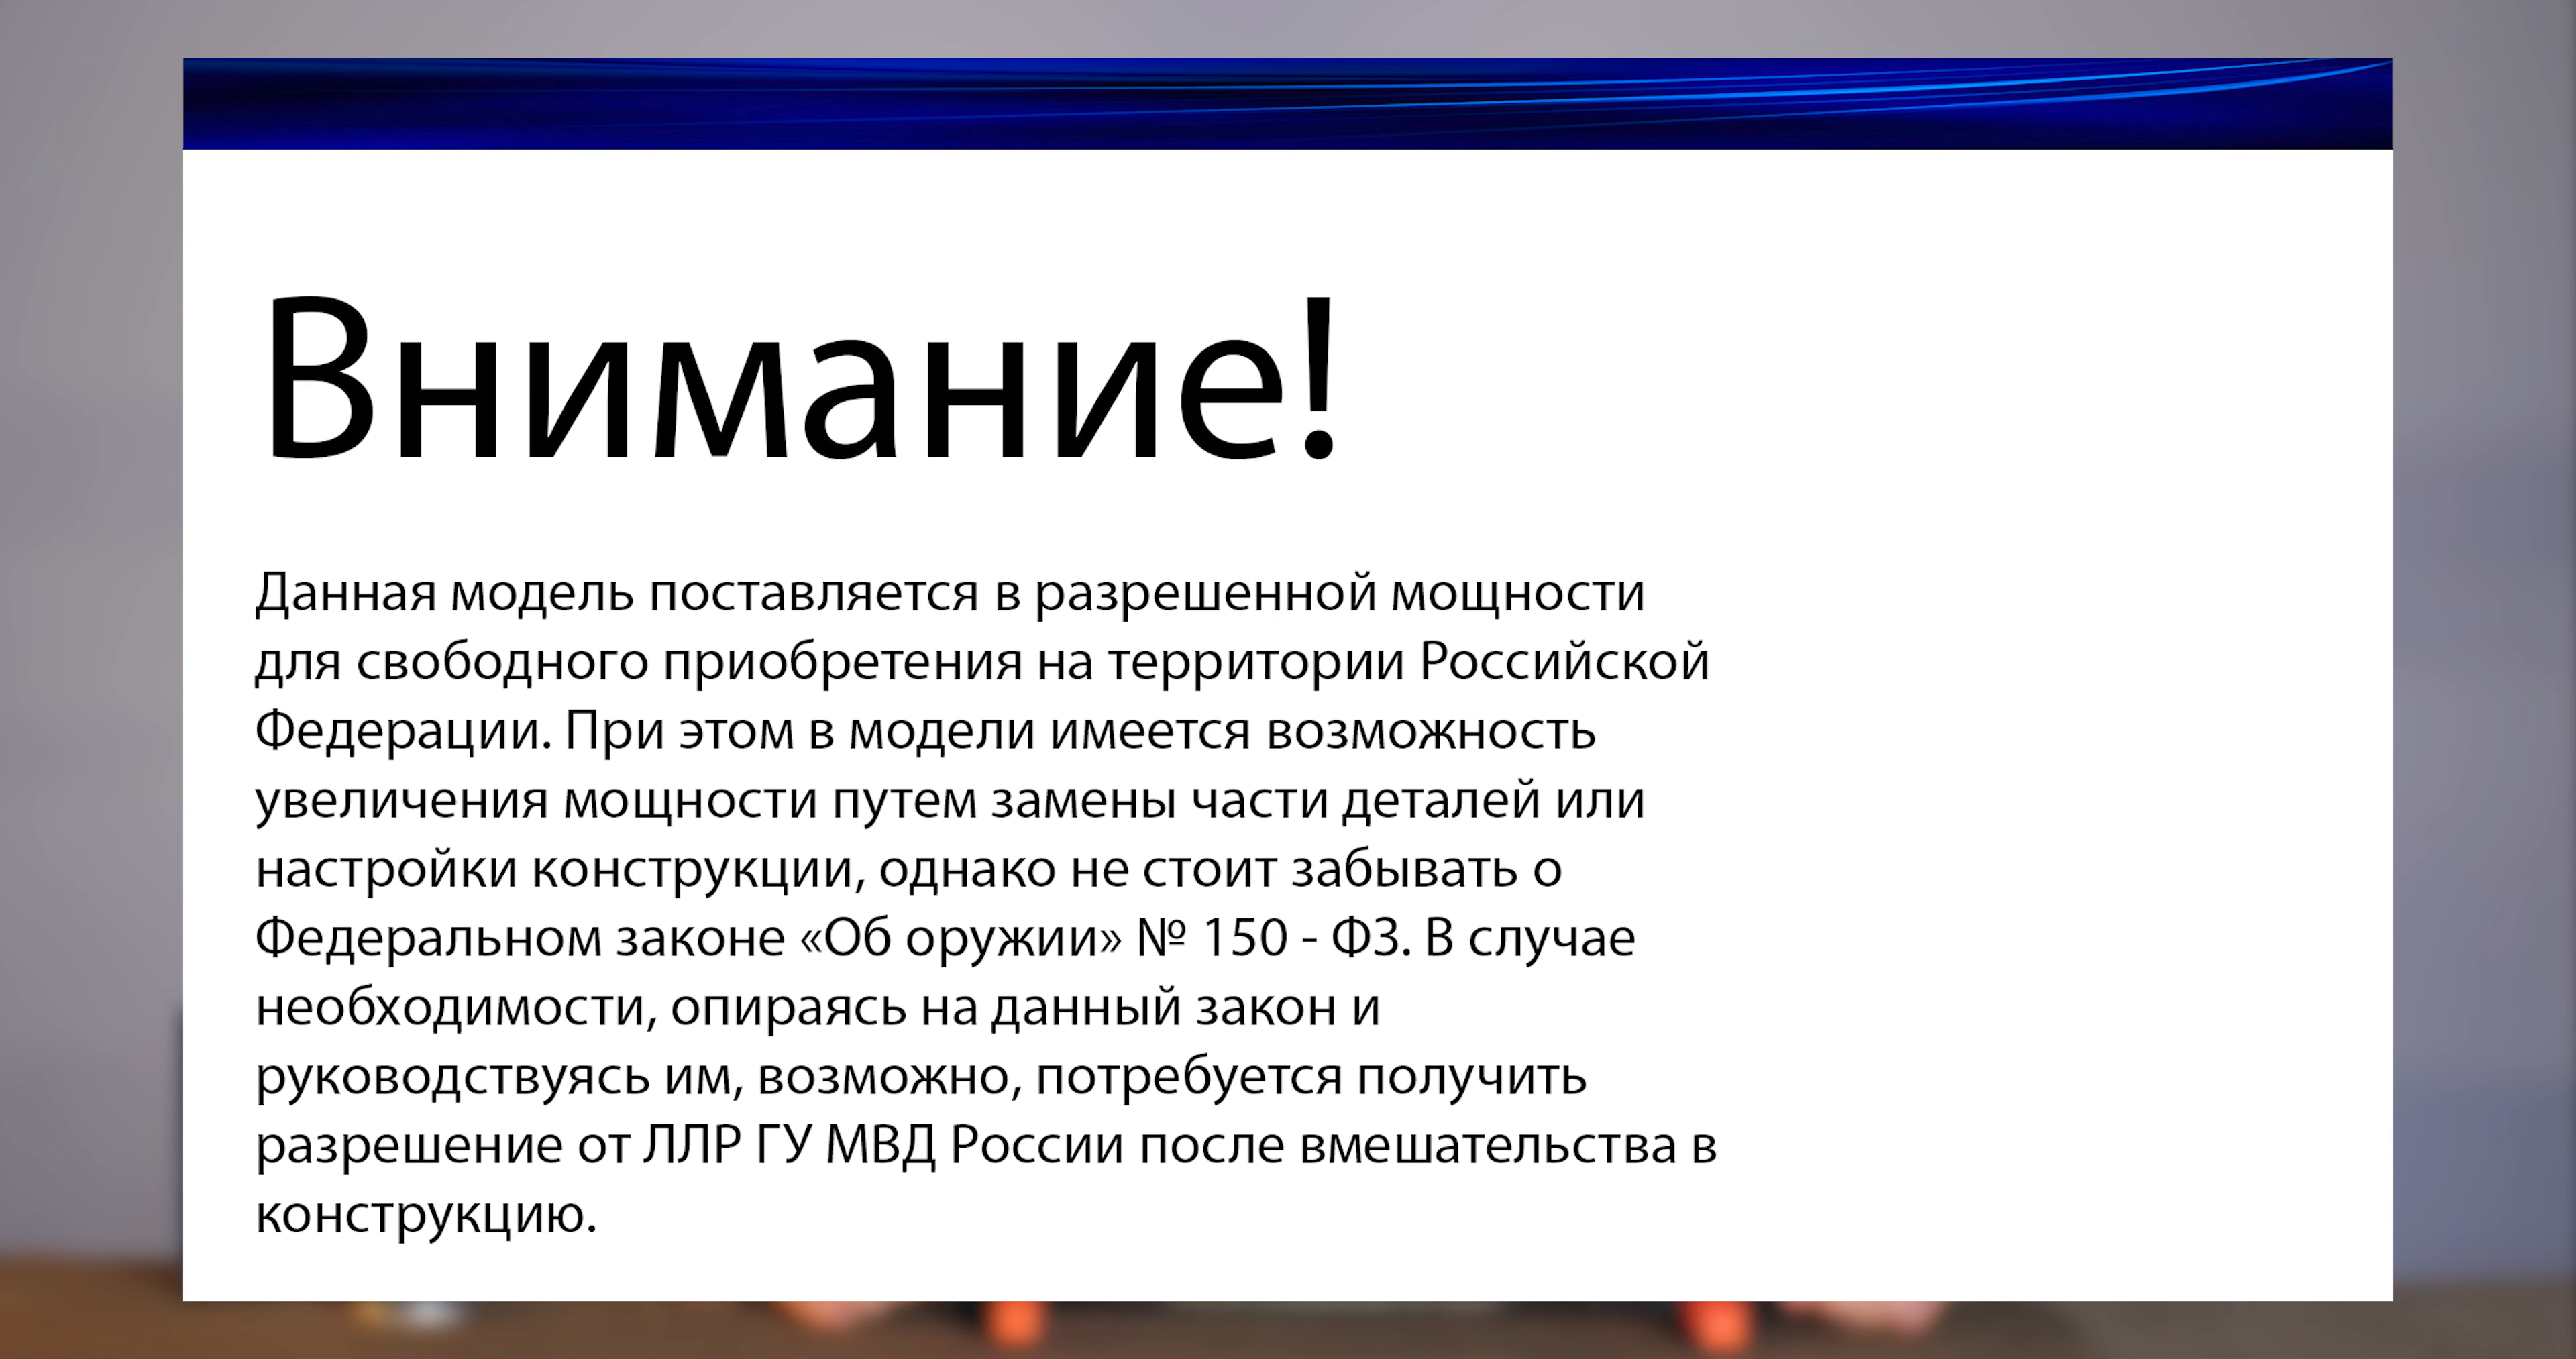 Внимание!
Данная модель поставляется в разрешенной мощности
для свободного приобретения на территории Российской
Федерации. При этом в модели имеется возможность
увеличения мощности путем замены части деталей или
настройки конструкции, однако не стоит забывать о
Федеральном законе «Об оружии» № 150 - ФЗ. В случае
необходимости, опираясь на данный закон и
руководствуясь им, возможно, потребуется получить
разрешение от ЛЛР ГУ МВД России после вмешательства в
конструкцию.